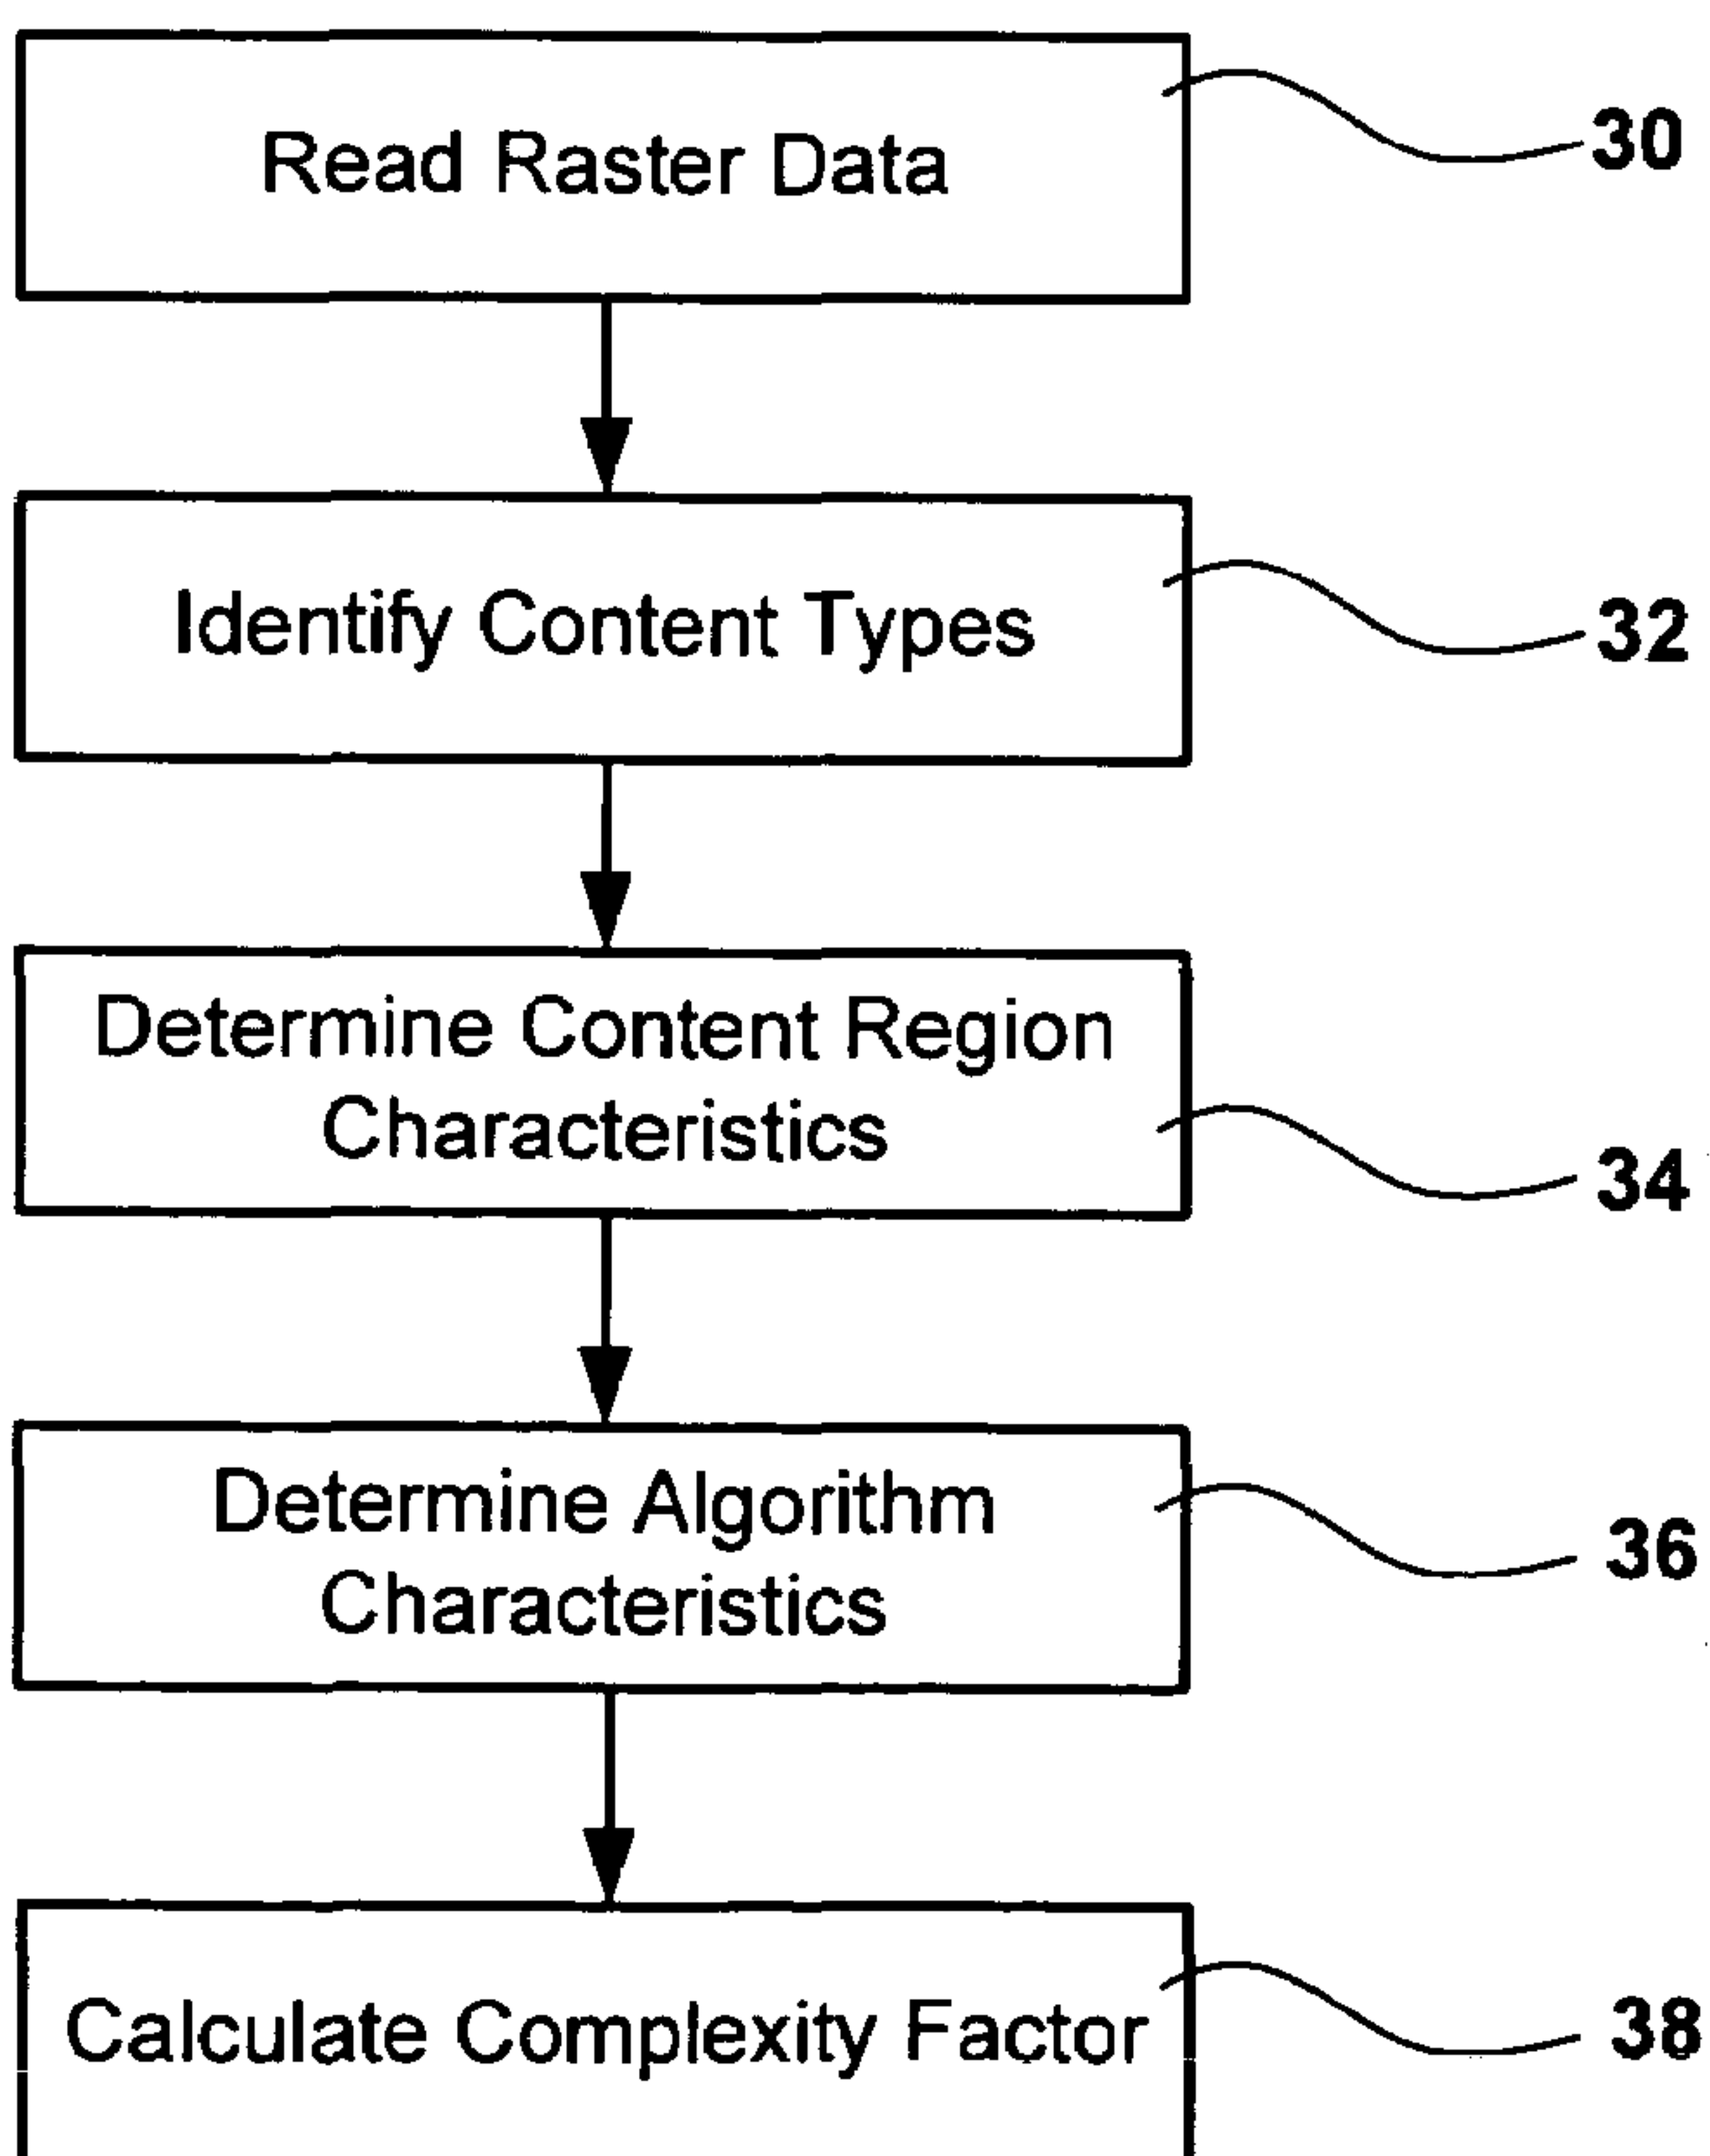 Read Raster Data
30
Identify Content Types
32
Determine Content Region
Characteristics
34
Determine Algorithm
Characteristics
36
Calculate Complexity Factor
38